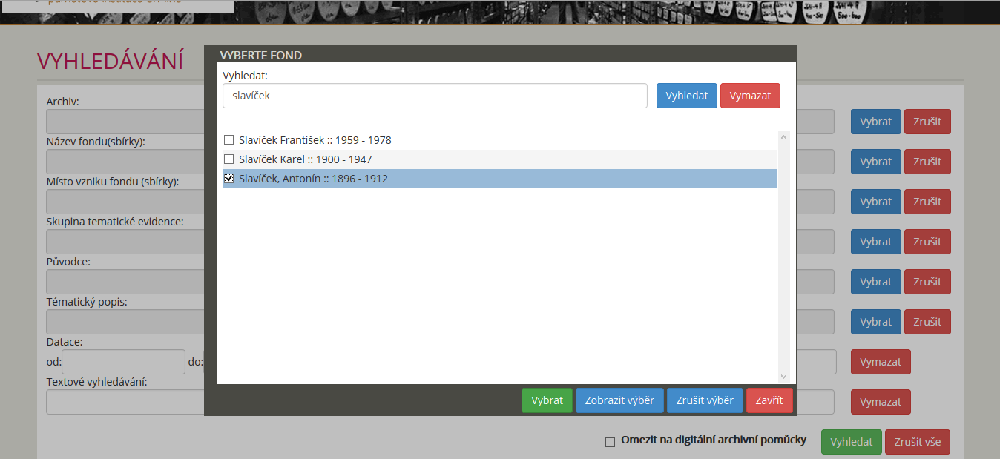 VYHLEDÁVÁNÍ
VYBERTE FOND
Vyhledat:
slavíček
Vyhledat
Vymazat
Slavíček František :: 1959 - 1978
Slavíček Karel :: 1900 - 1947
Slavíček, Antonín :: 1896 - 1912
Vybrat
Zobrazit výběr
Zrušit výběr
Zavřít
Archiv:
Vybrat
Zrušit
Název fondu(sbírky):
Vybrat
Zrušit
Místo vzniku fondu (sbírky):
Vybrat
Zrušit
Skupina tematické evidence:
Vybrat
Zrušit
Původce:
Vybrat
Zrušit
Tématický popis:
Vybrat
Zrušit
Datace:
od:
do:
Vymazat
Textové vyhledávání:
Vymazat
Omezit na digitální archivní pomůcky
Vyhledat
Zrušit vše